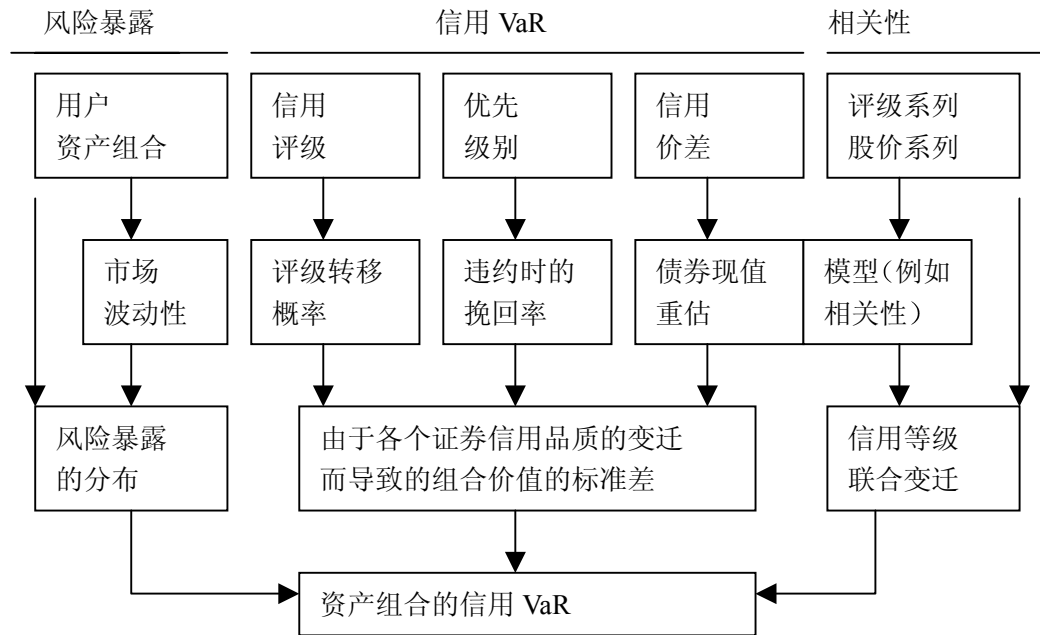 风险暴露
信用 VaR
相关性
用户
资产组合
信用
评级
优先
级别
信用
价差
评级系列
股价系列
市场
波动性
评级转移
概率
违约时的
挽回率
债券现值
重估
模型（例如
相关性）
风险暴露
的分布
由于各个证券信用品质的变迁
而导致的组合价值的标准差
信用等级
联合变迁
资产组合的信用 VaR